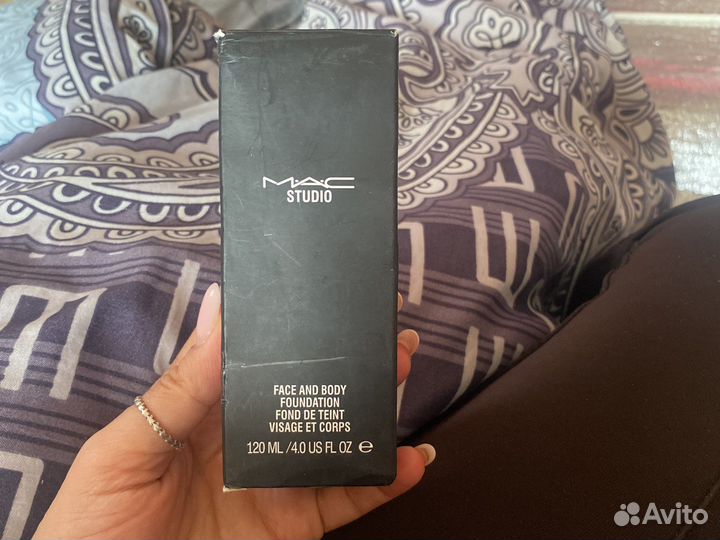 M·A·C
STUDIO
FACE AND BODY
FOUNDATION
FOND DE TEINT
VISAGE ET CORPS
120 ML /4.0 US FL OZ ℮
Avito